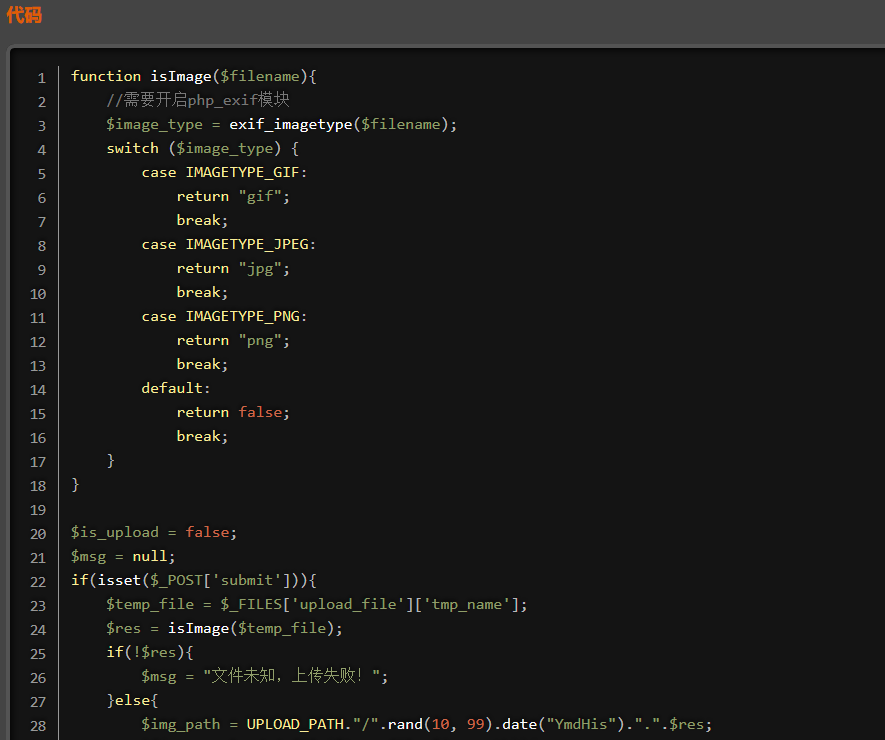 代码
1 function isImage($filename){
2     //需要开启php_exif模块
3     $image_type = exif_imagetype($filename);
4     switch ($image_type) {
5         case IMAGETYPE_GIF:
6             return "gif";
7             break;
8         case IMAGETYPE_JPEG:
9             return "jpg";
10             break;
11         case IMAGETYPE_PNG:
12             return "png";
13             break;
14         default:
15             return false;
16             break;
17     }
18 }
19
20 $is_upload = false;
21 $msg = null;
22 if(isset($_POST['submit'])){
23     $temp_file = $_FILES['upload_file']['tmp_name'];
24     $res = isImage($temp_file);
25     if(!$res){
26         $msg = "文件未知，上传失败！";
27     }else{
28         $img_path = UPLOAD_PATH."/".rand(10, 99).date("YmdHis").".".$res;